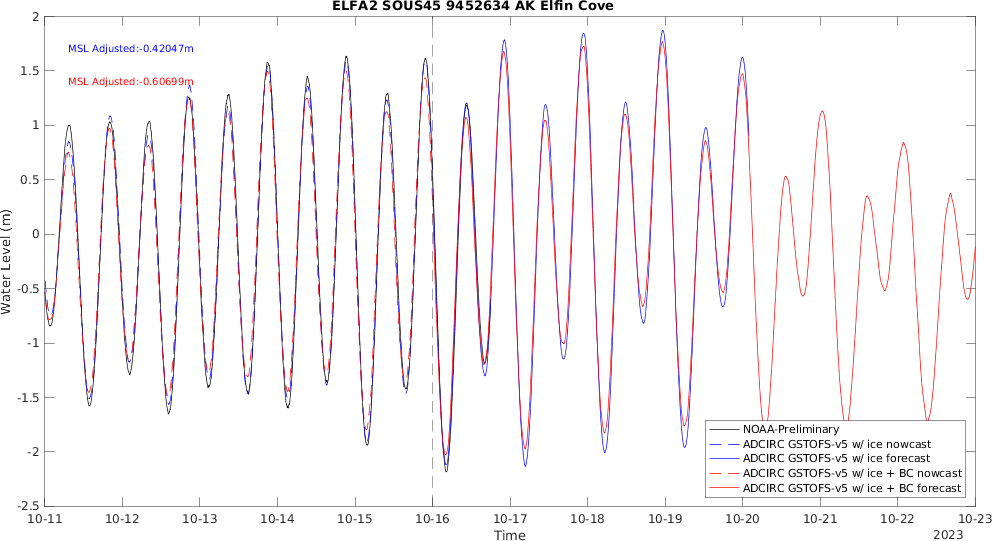 ELFA2 SOUS45 9452634 AK Elfin Cove
MSL Adjusted:-0.42047m
MSL Adjusted:-0.60699m
Water Level (m)
2
1.5
1
0.5
0
-0.5
-1
-1.5
-2
-2.5
NOAA-Preliminary
ADCIRC GSTOFS-v5 w/ ice nowcast
ADCIRC GSTOFS-v5 w/ ice forecast
ADCIRC GSTOFS-v5 w/ ice + BC nowcast
ADCIRC GSTOFS-v5 w/ ice + BC forecast
10-11 10-12 10-13 10-14 10-15 10-16 10-17 10-18 10-19 10-20 10-21 10-22 10-23
Time
2023